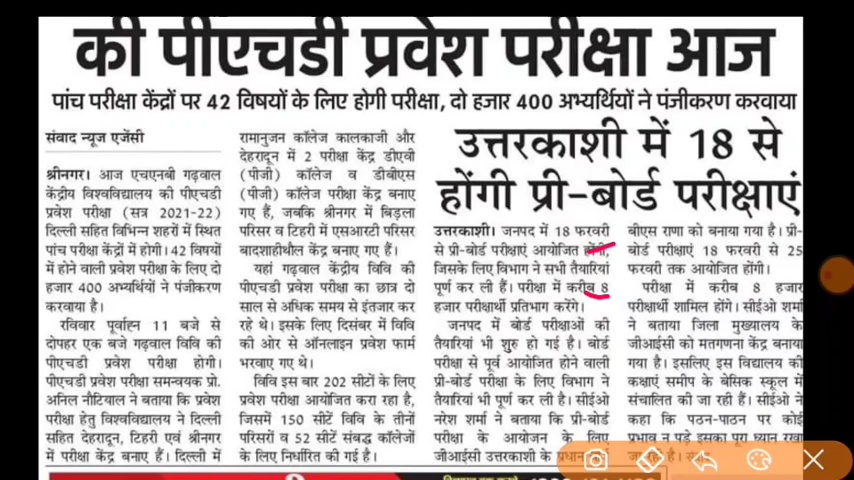 की पीएचडी प्रवेश परीक्षा आज
पांच परीक्षा केंद्रों पर 42 विषयों के लिए होगी परीक्षा, दो हजार 400 अभ्यर्थियों ने पंजीकरण करवाया
संवाद न्यूज एजेंसी
श्रीनगर। आज एचएनबी गढ़वाल
केंद्रीय विश्वविद्यालय की पीएचडी
प्रवेश परीक्षा (सत्र 2021-22)
दिल्ली सहित विभिन्न शहरों में स्थित
पांच परीक्षा केंद्रों में होगी। 42 विषयों
में होने वाली प्रवेश परीक्षा के लिए दो
हजार 400 अभ्यर्थियों ने पंजीकरण
करवाया है।
रविवार पूर्वाह्न 11 बजे से
दोपहर एक बजे गढ़वाल विवि की
पीएचडी प्रवेश परीक्षा होगी।
पीएचडी प्रवेश परीक्षा समन्वयक प्रो.
अनिल नौटियाल ने बताया कि प्रवेश
परीक्षा हेतु विश्वविद्यालय ने दिल्ली
सहित देहरादून, टिहरी एवं श्रीनगर
में परीक्षा केंद्र बनाए हैं। दिल्ली में
रामानुजन कॉलेज कालकाजी और
देहरादून में 2 परीक्षा केंद्र डीएवी
(पीजी) कॉलेज व डीबीएस
(पीजी) कॉलेज परीक्षा केंद्र बनाए
गए हैं, जबकि श्रीनगर में बिड़ला
परिसर व टिहरी में एसआरटी परिसर
बादशाहीथौल केंद्र बनाए गए हैं।
यहां गढ़वाल केंद्रीय विवि की
पीएचडी प्रवेश परीक्षा का छात्र दो
साल से अधिक समय से इंतजार कर
रहे थे। इसके लिए दिसंबर में विवि
की ओर से ऑनलाइन प्रवेश फार्म
भरवाए गए थे।
विवि इस बार 202 सीटों के लिए
प्रवेश परीक्षा आयोजित करा रहा है,
जिसमें 150 सीटें विवि के तीनों
परिसरों व 52 सीटें संबद्ध कॉलेजों
के लिए निर्धारित की गई है।
उत्तरकाशी में 18 से
होंगी प्री-बोर्ड परीक्षाएं
उत्तरकाशी। जनपद में 18 फरवरी
से प्री-बोर्ड परीक्षाएं आयोजित होंगी,
जिसके लिए विभाग ने सभी तैयारियां
पूर्ण कर ली हैं। परीक्षा में करीब 8
हजार परीक्षार्थी प्रतिभाग करेंगे।
जनपद में बोर्ड परीक्षाओं की
तैयारियां भी शुरु हो गई है। बोर्ड
परीक्षा से पूर्व आयोजित होने वाली
प्री-बोर्ड परीक्षा के लिए विभाग ने
तैयारियां भी पूर्ण कर ली है। सीईओ
नरेश शर्मा ने बताया कि प्री-बोर्ड
परीक्षा के आयोजन के लिए
जीआईसी उत्तरकाशी के
बीएस राणा को बनाया गया है। प्री-
बोर्ड परीक्षाएं 18 फरवरी से 25
फरवरी तक आयोजित होंगी।
परीक्षा में करीब 8 हजार
परीक्षार्थी शामिल होंगे। सीईओ शर्मा
ने बताया जिला मुख्यालय के
जीआईसी को मतगणना केंद्र बनाया
गया है। इसलिए इस विद्यालय की
कक्षाएं समीप के बेसिक स्कूल में
संचालित की जा रही हैं। सीईओ ने
कहा कि पठन-पाठन पर कोई
प्रभाव न पड़े इसका पूरा ध्यान रखा